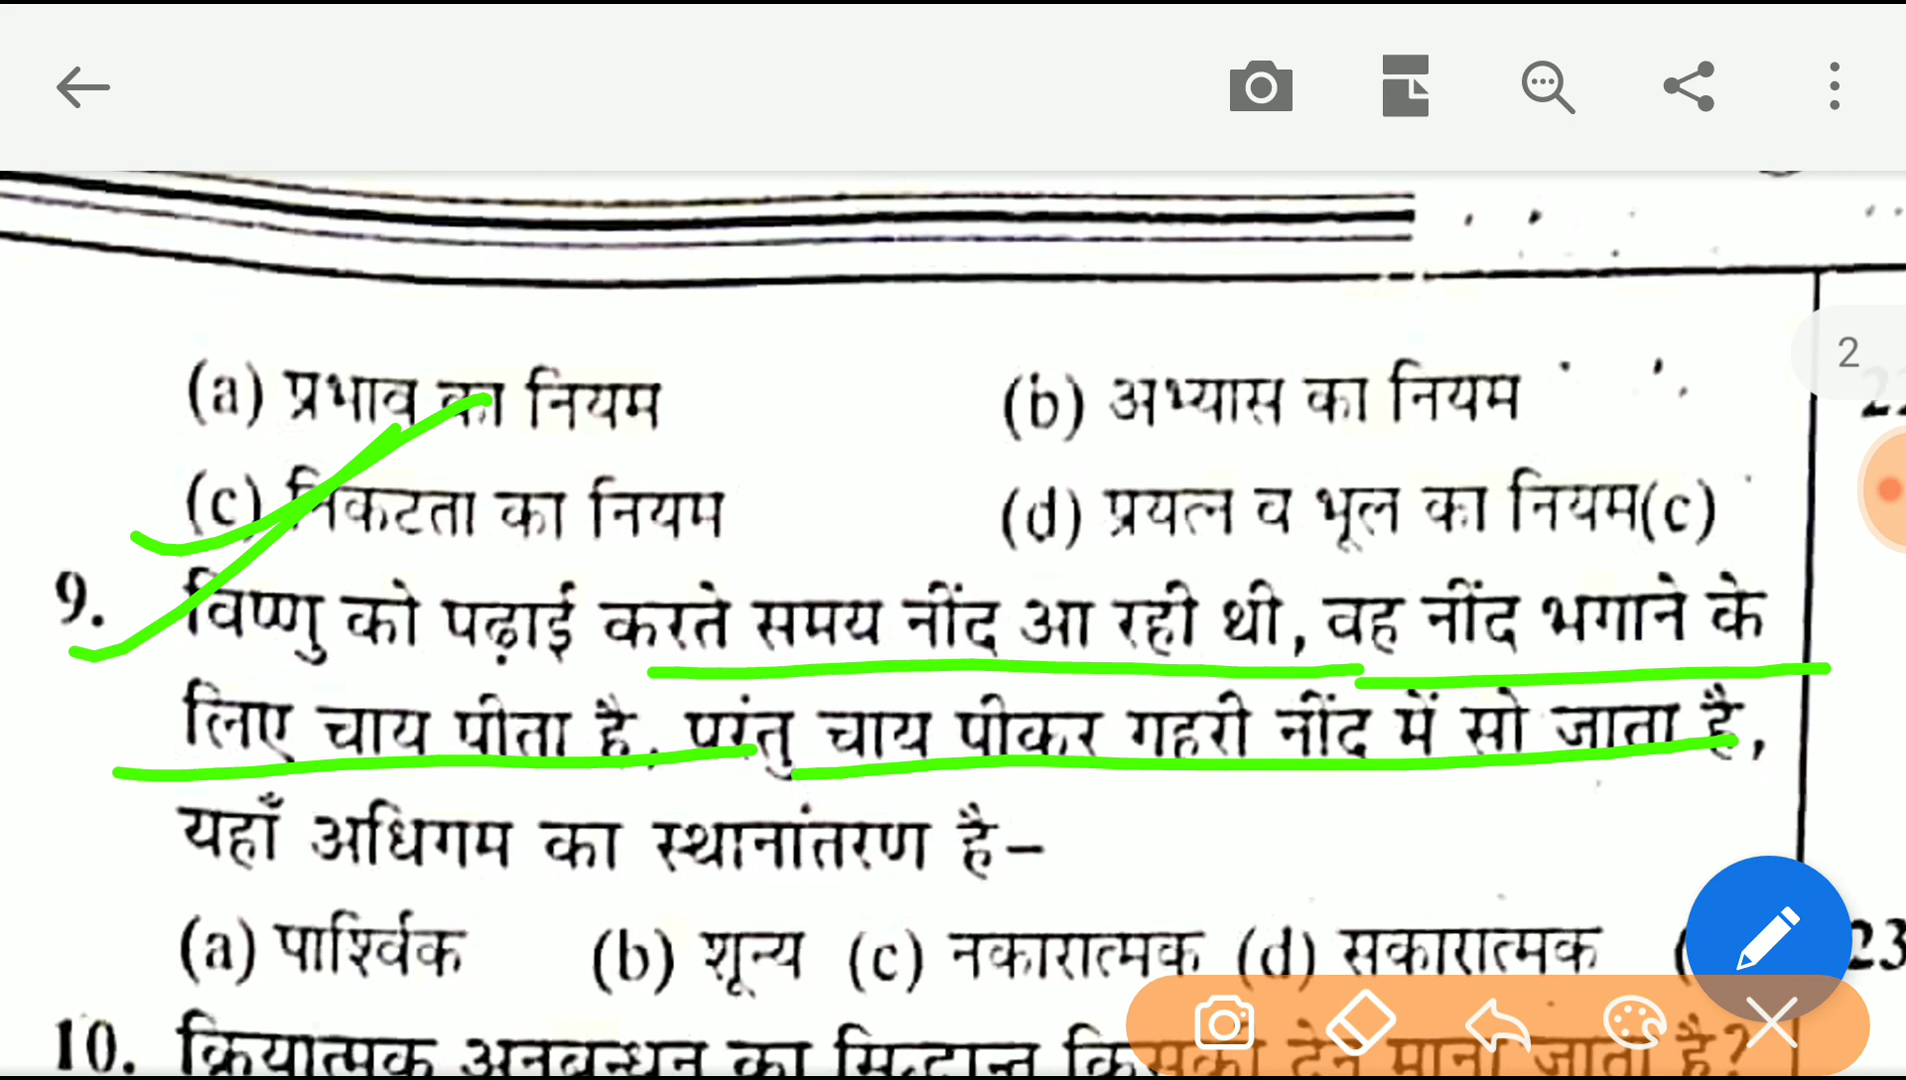 2
(a) प्रभाव का नियम (b) अभ्यास का नियम
(c) निकटता का नियम (d) प्रयत्न व भूल का नियम(c)
9. विष्णु को पढ़ाई करते समय नींद आ रही थी, वह नींद भगाने के
लिए चाय पीता है, परंतु चाय पीकर गहरी नींद में सो जाता है,
यहाँ अधिगम का स्थानांतरण है–
(a) पार्श्विक (b) शून्य (c) नकारात्मक (d) सकारात्मक (
23
10. क्रियात्मक अनुबन्धन का सिद्धान्त किसकी देन माना जाता है?